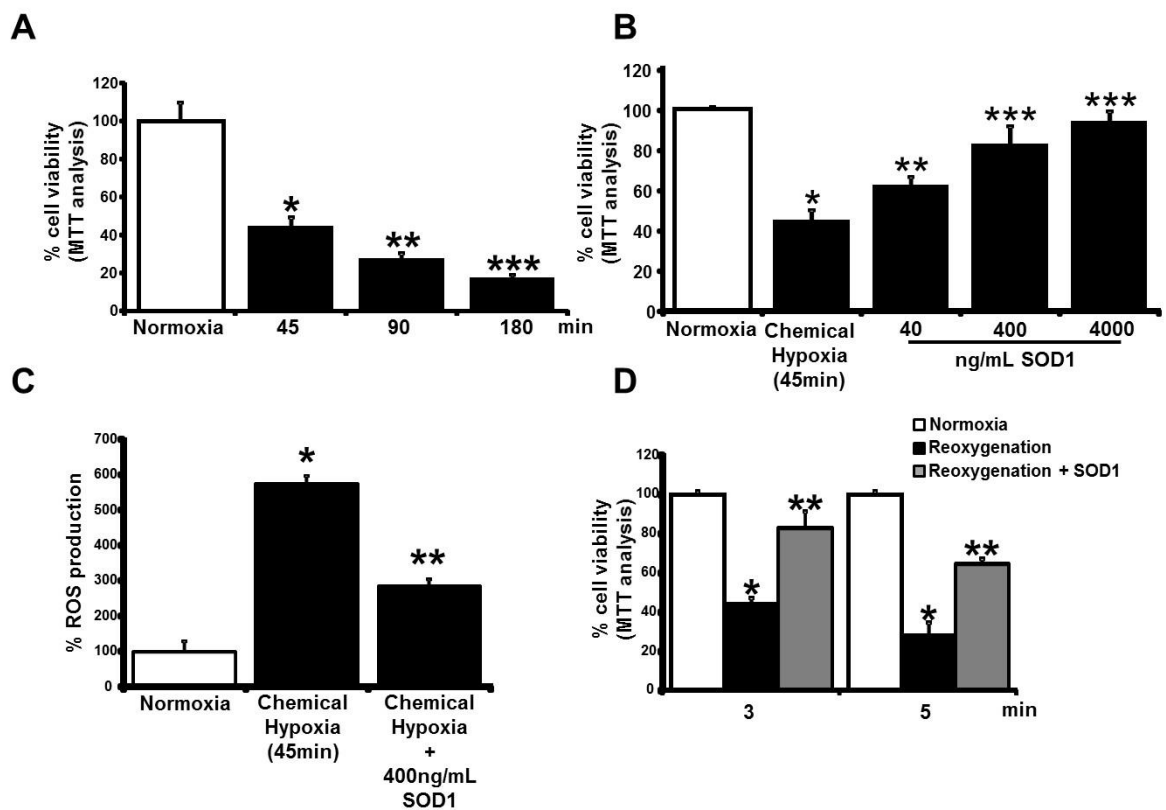 A
% cell viability
(MTT analysis)
120
100
80
60
40
20
0
*
**
***
Normoxia 45 90 180 min
B
% cell viability
(MTT analysis)
120
100
80
60
40
20
0
*
**
***
***
Normoxia Chemical 40 400 4000
Hypoxia
(45min)
ng/mL SOD1
C
% ROS production
700
600
500
400
300
200
100
0
*
**
Normoxia Chemical Chemical
Hypoxia Hypoxia
(45min) +
400ng/mL
SOD1
D
Normoxia
Reoxygenation
Reoxygenation + SOD1
% cell viability
(MTT analysis)
120
100
80
60
40
20
0
*
**
*
**
3 5 min